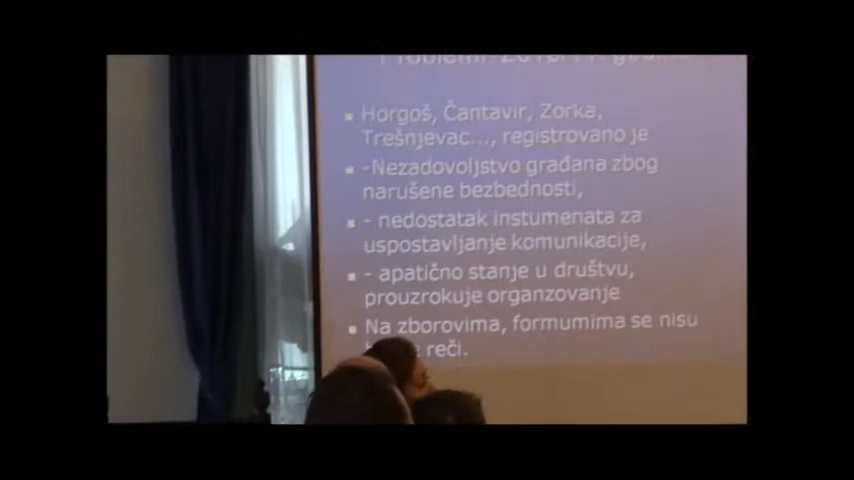 Problemi
Horgoš, Čantavir, Zorka,
Trešnjevac..., registrovano je
-Nezadovoljstvo građana zbog
narušene bezbednosti,
- nedostatak instumenata za
uspostavljanje komunikacije,
- apatično stanje u društvu,
prouzrokuje organzovanje
Na zborovima, formumima se nisu
reči.